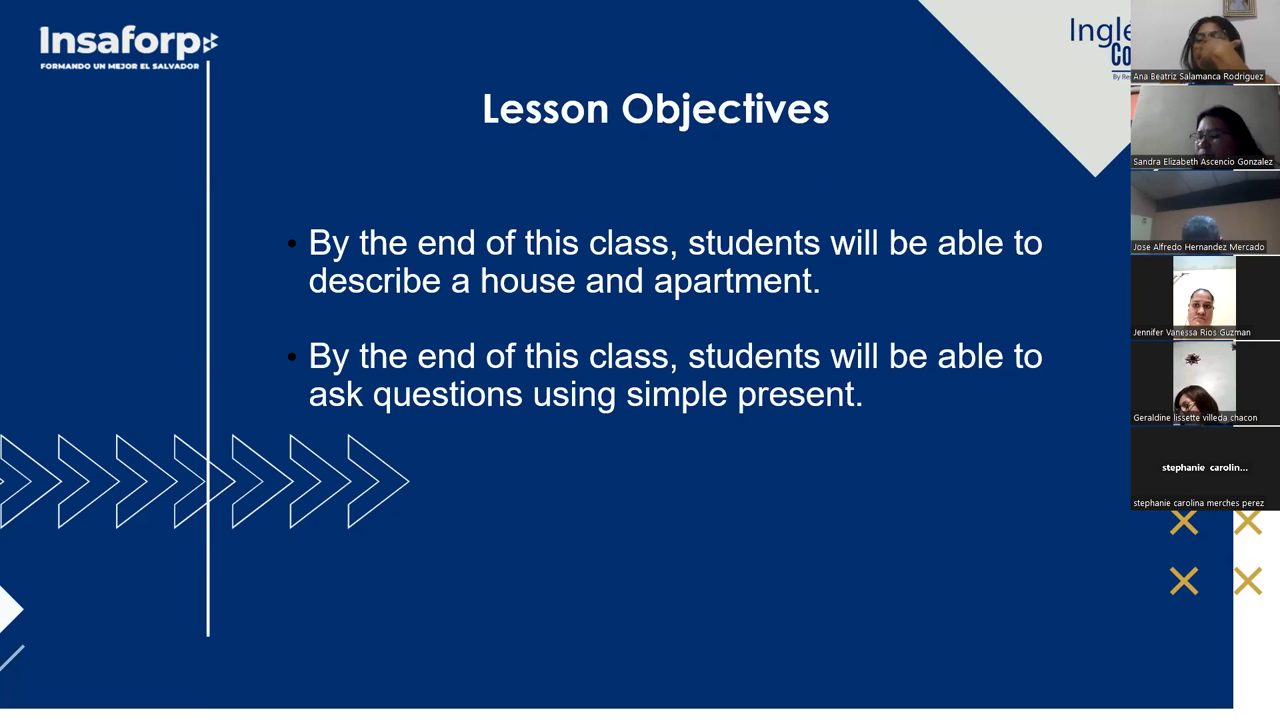 Insaforp
FORMANDO UN MEJOR EL SALVADOR
Lesson Objectives
• By the end of this class, students will be able to
describe a house and apartment.
• By the end of this class, students will be able to
ask questions using simple present.
Ana Beatriz Salamanca Rodriguez
Sandra Elizabeth Ascencio Gonzalez
Jose Alfredo Hernandez Mercado
Jennifer Vanessa Rios Guzman
Geraldine lissette villeda chacon
stephanie carolin...
stephanie carolina merches perez